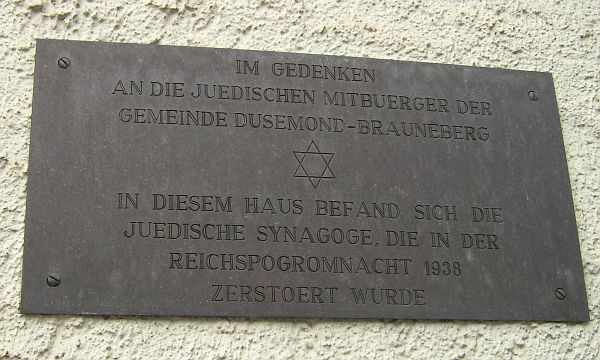 IM GEDENKEN
AN DIE JUEDISCHEN MITBUERGER DER
GEMEINDE DUSEMOND-BRAUNEBERG
IN DIESEM HAUS BEFAND SICH DIE
JUEDISCHE SYNAGOGE, DIE IN DER
REICHSPOGROMNACHT 1938
ZERSTOERT WURDE